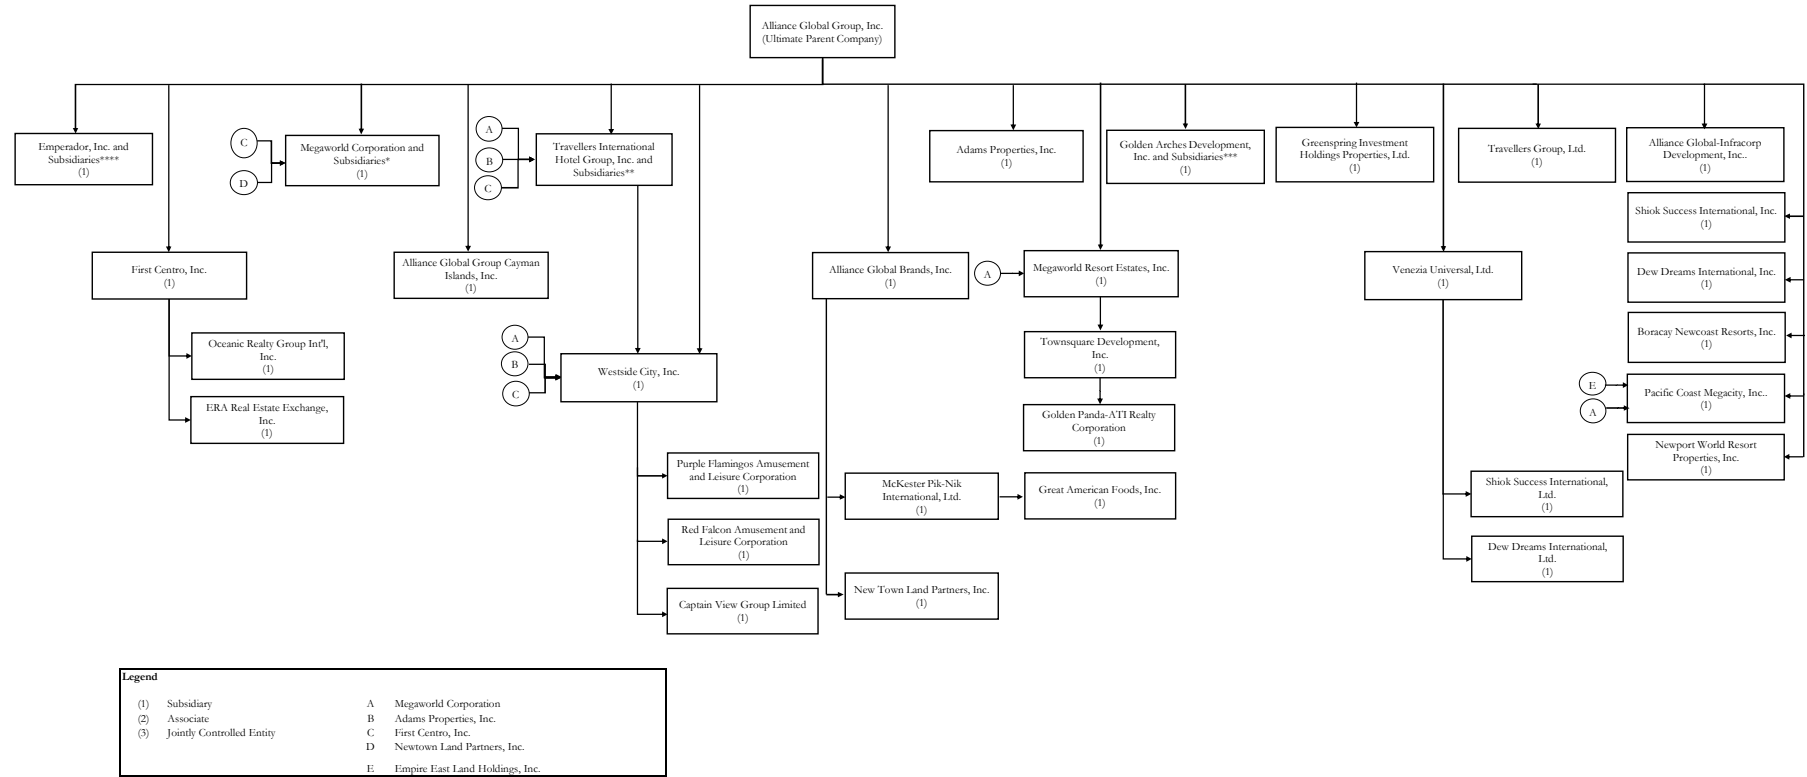 Alliance Global Group, Inc.
(Ultimate Parent Company)
Emperador, Inc. and
Subsidiaries****
(1)
C
D
Megaworld Corporation and
Subsidiaries*
(1)
A
B
C
Travellers International
Hotel Group, Inc. and
Subsidiaries**
Adams Properties, Inc.
(1)
Golden Arches Development,
Inc. and Subsidiaries***
(1)
Greenspring Investment
Holdings Properties, Ltd.
(1)
Travellers Group, Ltd.
(1)
Alliance Global-Infracorp
Development, Inc..
(1)
Shiok Success International, Inc.
(1)
First Centro, Inc.
(1)
Alliance Global Group Cayman
Islands, Inc.
(1)
Alliance Global Brands, Inc.
(1)
A
Megaworld Resort Estates, Inc.
(1)
Venezia Universal, Ltd.
(1)
Dew Dreams International, Inc.
(1)
Boracay Newcoast Resorts, Inc.
(1)
Oceanic Realty Group Int'l,
Inc.
(1)
A
B
C
Westside City, Inc.
(1)
Townsquare Development,
Inc.
(1)
E
A
Pacific Coast Megacity, Inc..
(1)
ERA Real Estate Exchange,
Inc.
(1)
Golden Panda-ATI Realty
Corporation
(1)
Newport World Resort
Properties, Inc.
(1)
Purple Flamingos Amusement
and Leisure Corporation
(1)
McKester Pik-Nik
International, Ltd.
(1)
Great American Foods, Inc.
(1)
Shiok Success International,
Ltd.
(1)
Red Falcon Amusement and
Leisure Corporation
(1)
Dew Dreams International,
Ltd.
(1)
New Town Land Partners, Inc.
(1)
Captain View Group Limited
(1)
Legend
(1) Subsidiary A Megaworld Corporation
(2) Associate B Adams Properties, Inc.
(3) Jointly Controlled Entity C First Centro, Inc.
D Newtown Land Partners, Inc.
E Empire East Land Holdings, Inc.